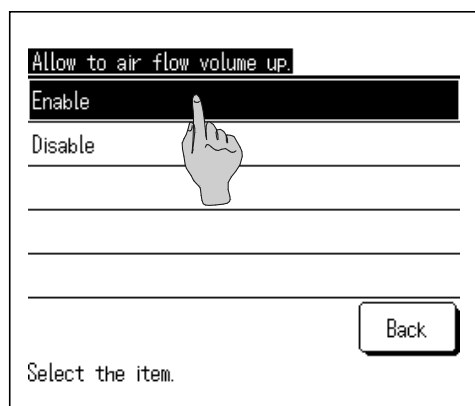 Allow to air flow volume up.
Enable
Disable
Back
Select the item.